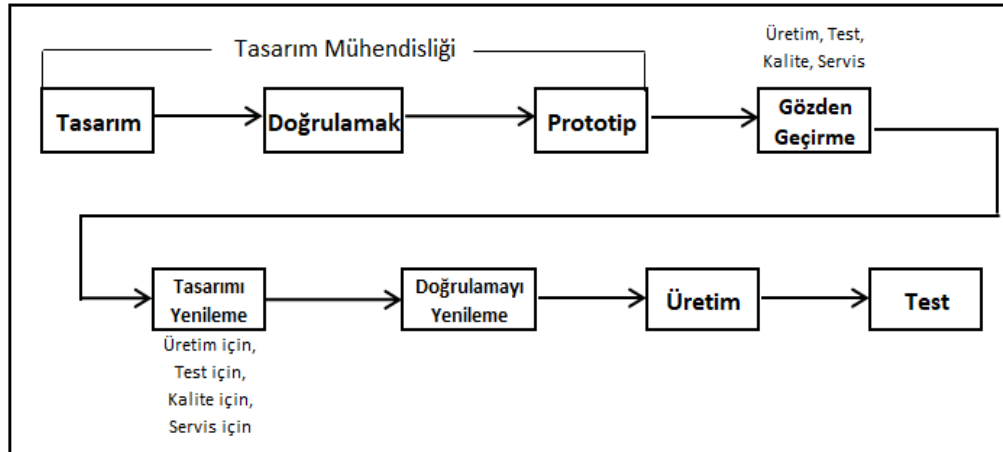 Tasarım Mühendisliği
Üretim, Test,
Kalite, Servis
Tasarım
Doğrulamak
Prototip
Gözden
Geçirme
Tasarımı
Yenileme
Doğrulamayı
Yenileme
Üretim
Test
Üretim için,
Test için,
Kalite için,
Servis için